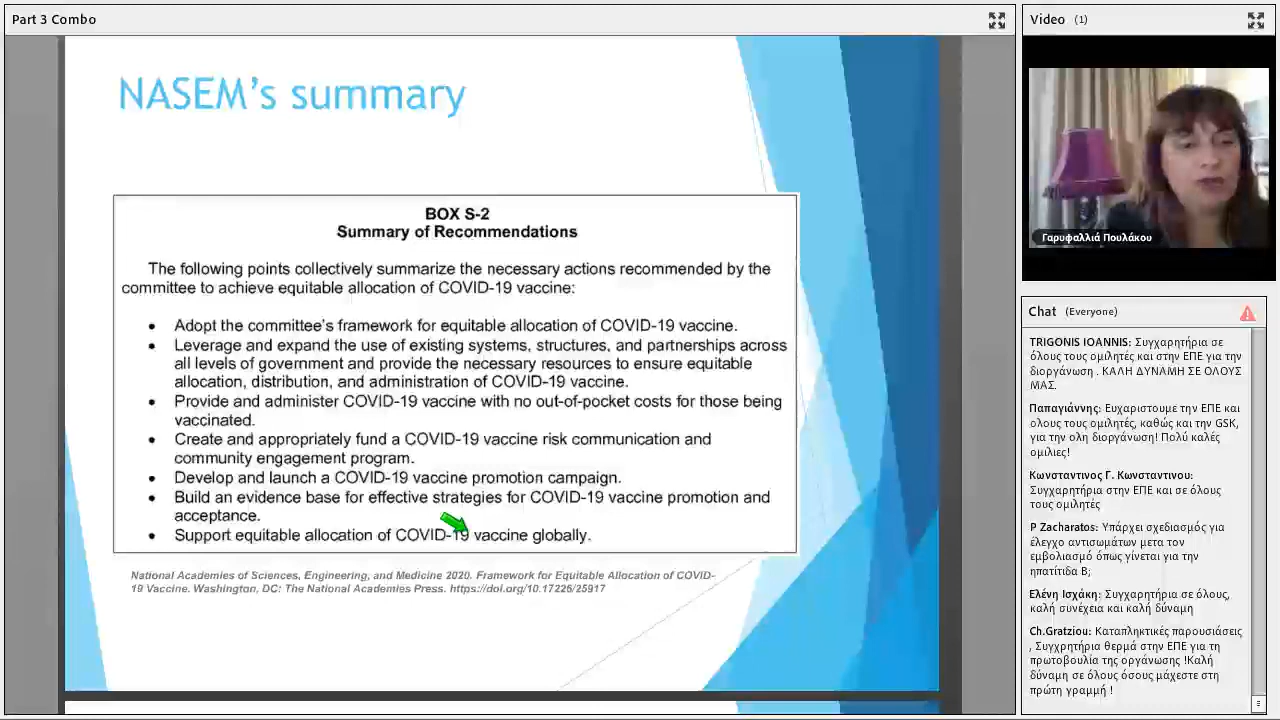 Part 3 Combo
NASEM's summary
BOX S-2
Summary of Recommendations
The following points collectively summarize the necessary actions recommended by the
committee to achieve equitable allocation of COVID-19 vaccine:
• Adopt the committee's framework for equitable allocation of COVID-19 vaccine.
• Leverage and expand the use of existing systems, structures, and partnerships across
all levels of government and provide the necessary resources to ensure equitable
allocation, distribution, and administration of COVID-19 vaccine.
• Provide and administer COVID-19 vaccine with no out-of-pocket costs for those being
vaccinated.
• Create and appropriately fund a COVID-19 vaccine risk communication and
community engagement program.
• Develop and launch a COVID-19 vaccine promotion campaign.
• Build an evidence base for effective strategies for COVID-19 vaccine promotion and
acceptance.
• Support equitable allocation of COVID-19 vaccine globally.
National Academies of Sciences, Engineering, and Medicine 2020. Framework for Equitable Allocation of COVID-
19 Vaccine. Washington, DC: The National Academies Press. https://doi.org/10.17226/25917
Video (1)
Γαρυφαλλιά Πουλάκου
Chat (Everyone)
TRIGONIS IOANNIS: Συγχαρητήρια σε
όλους τους ομιλητές και στην ΕΠΕ για την
διοργάνωση . ΚΑΛΗ ΔΥΝΑΜΗ ΣΕ ΟΛΟΥΣ
ΜΑΣ.
Παπαγιάννης: Ευχαριστουμε την ΕΠΕ και
ολους τους ομιλητές, καθώς και την GSK,
για την ολη διοργάνωση! Πολύ καλές
ομιλιες!
Κωνσταντινος Γ. Κωνσταντινου:
Συγχαρητήρια στην ΕΠΕ και σε όλους
τους ομιλητές
P Zacharatos: Υπάρχει σχεδιασμός για
έλεγχο αντισωμάτων μετα τον
εμβολιασμό όπως γίνεται για την
ηπατίτιδα Β;
Ελένη Ισχάκη: Συγχαρητήρια σε όλους,
καλή συνέχεια και καλή δύναμη
Ch.Gratziou: Καταπληκτικές παρουσιάσεις
, Συγχρητήρια θερμά στην ΕΠΕ για τη
πρωτοβουλία της οργάνωσης !Καλή
δύναμη σε όλους όσους μάχεστε στη
πρώτη γραμμή !